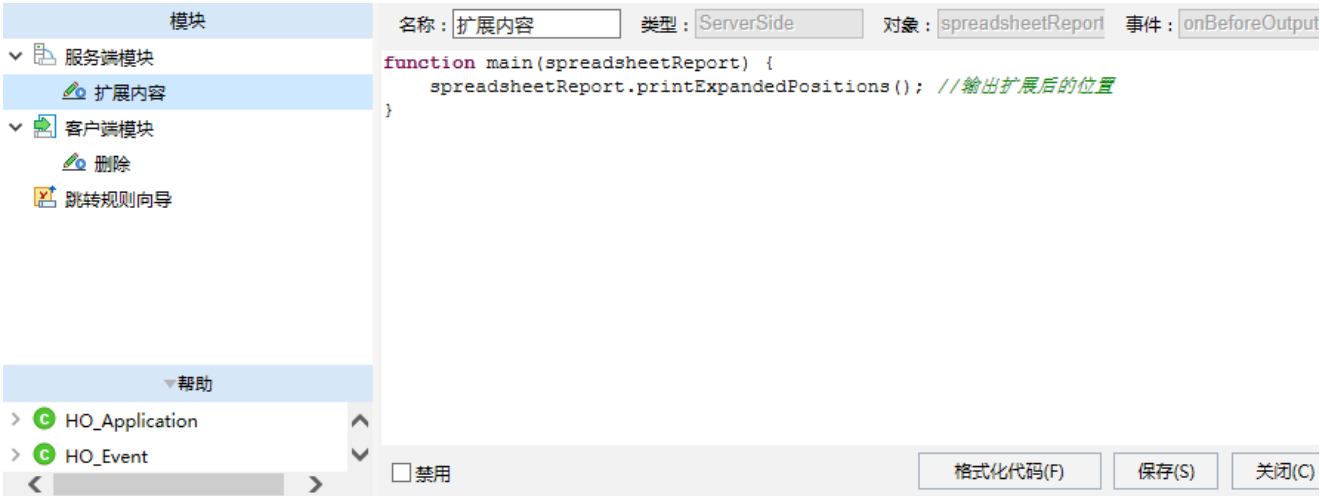 模块
服务端模块
扩展内容
客户端模块
删除
跳转规则向导
帮助
HO_Application
HO_Event
名称：扩展内容 类型：ServerSide 对象：spreadsheetReport 事件：onBeforeOutput
function main(spreadsheetReport) {
    spreadsheetReport.printExpandedPositions(); //输出扩展后的位置
}
禁用 格式化代码(F) 保存(S) 关闭(C)